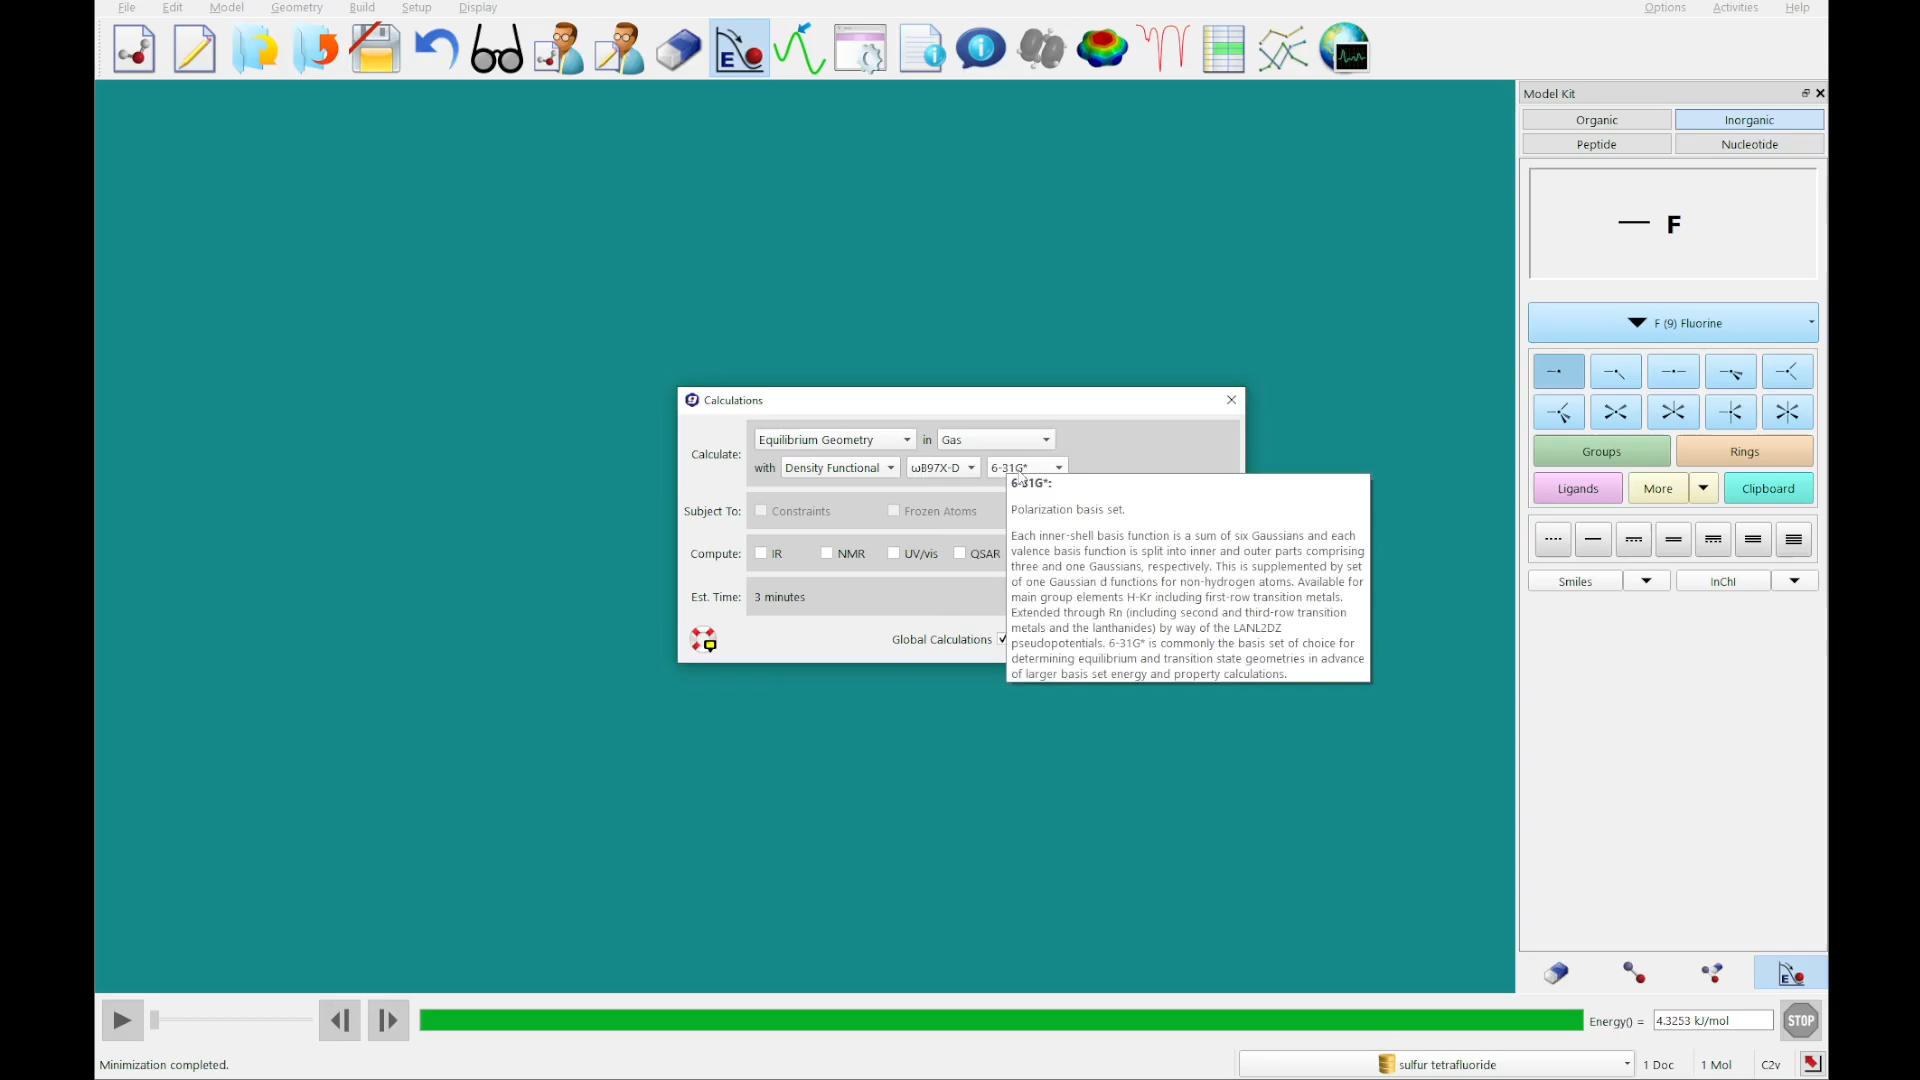 File Edit Model Geometry Build Setup Display Options Activities Help
Model Kit
Organic Inorganic
Peptide Nucleotide
F
F (9) Fluorine
Groups Rings
Ligands More Clipboard
Smiles InChI
Calculations
Calculate: Equilibrium Geometry in Gas
with Density Functional ωB97X-D 6-31G*
Subject To: Constraints Frozen Atoms
Compute: IR NMR UV/vis QSAR
Est. Time: 3 minutes
Global Calculations
6-31G*:
Polarization basis set.
Each inner-shell basis function is a sum of six Gaussians and each
valence basis function is split into inner and outer parts comprising
three and one Gaussians, respectively. This is supplemented by set
of one Gaussian d functions for non-hydrogen atoms. Available for
main group elements H-Kr including first-row transition metals.
Extended through Rn (including second and third-row transition
metals and the lanthanides) by way of the LANL2DZ
pseudopotentials. 6-31G* is commonly the basis set of choice for
determining equilibrium and transition state geometries in advance
of larger basis set energy and property calculations.
E
E
Energy() = 4.3253 kJ/mol STOP
Minimization completed. sulfur tetrafluoride 1 Doc 1 Mol C2v